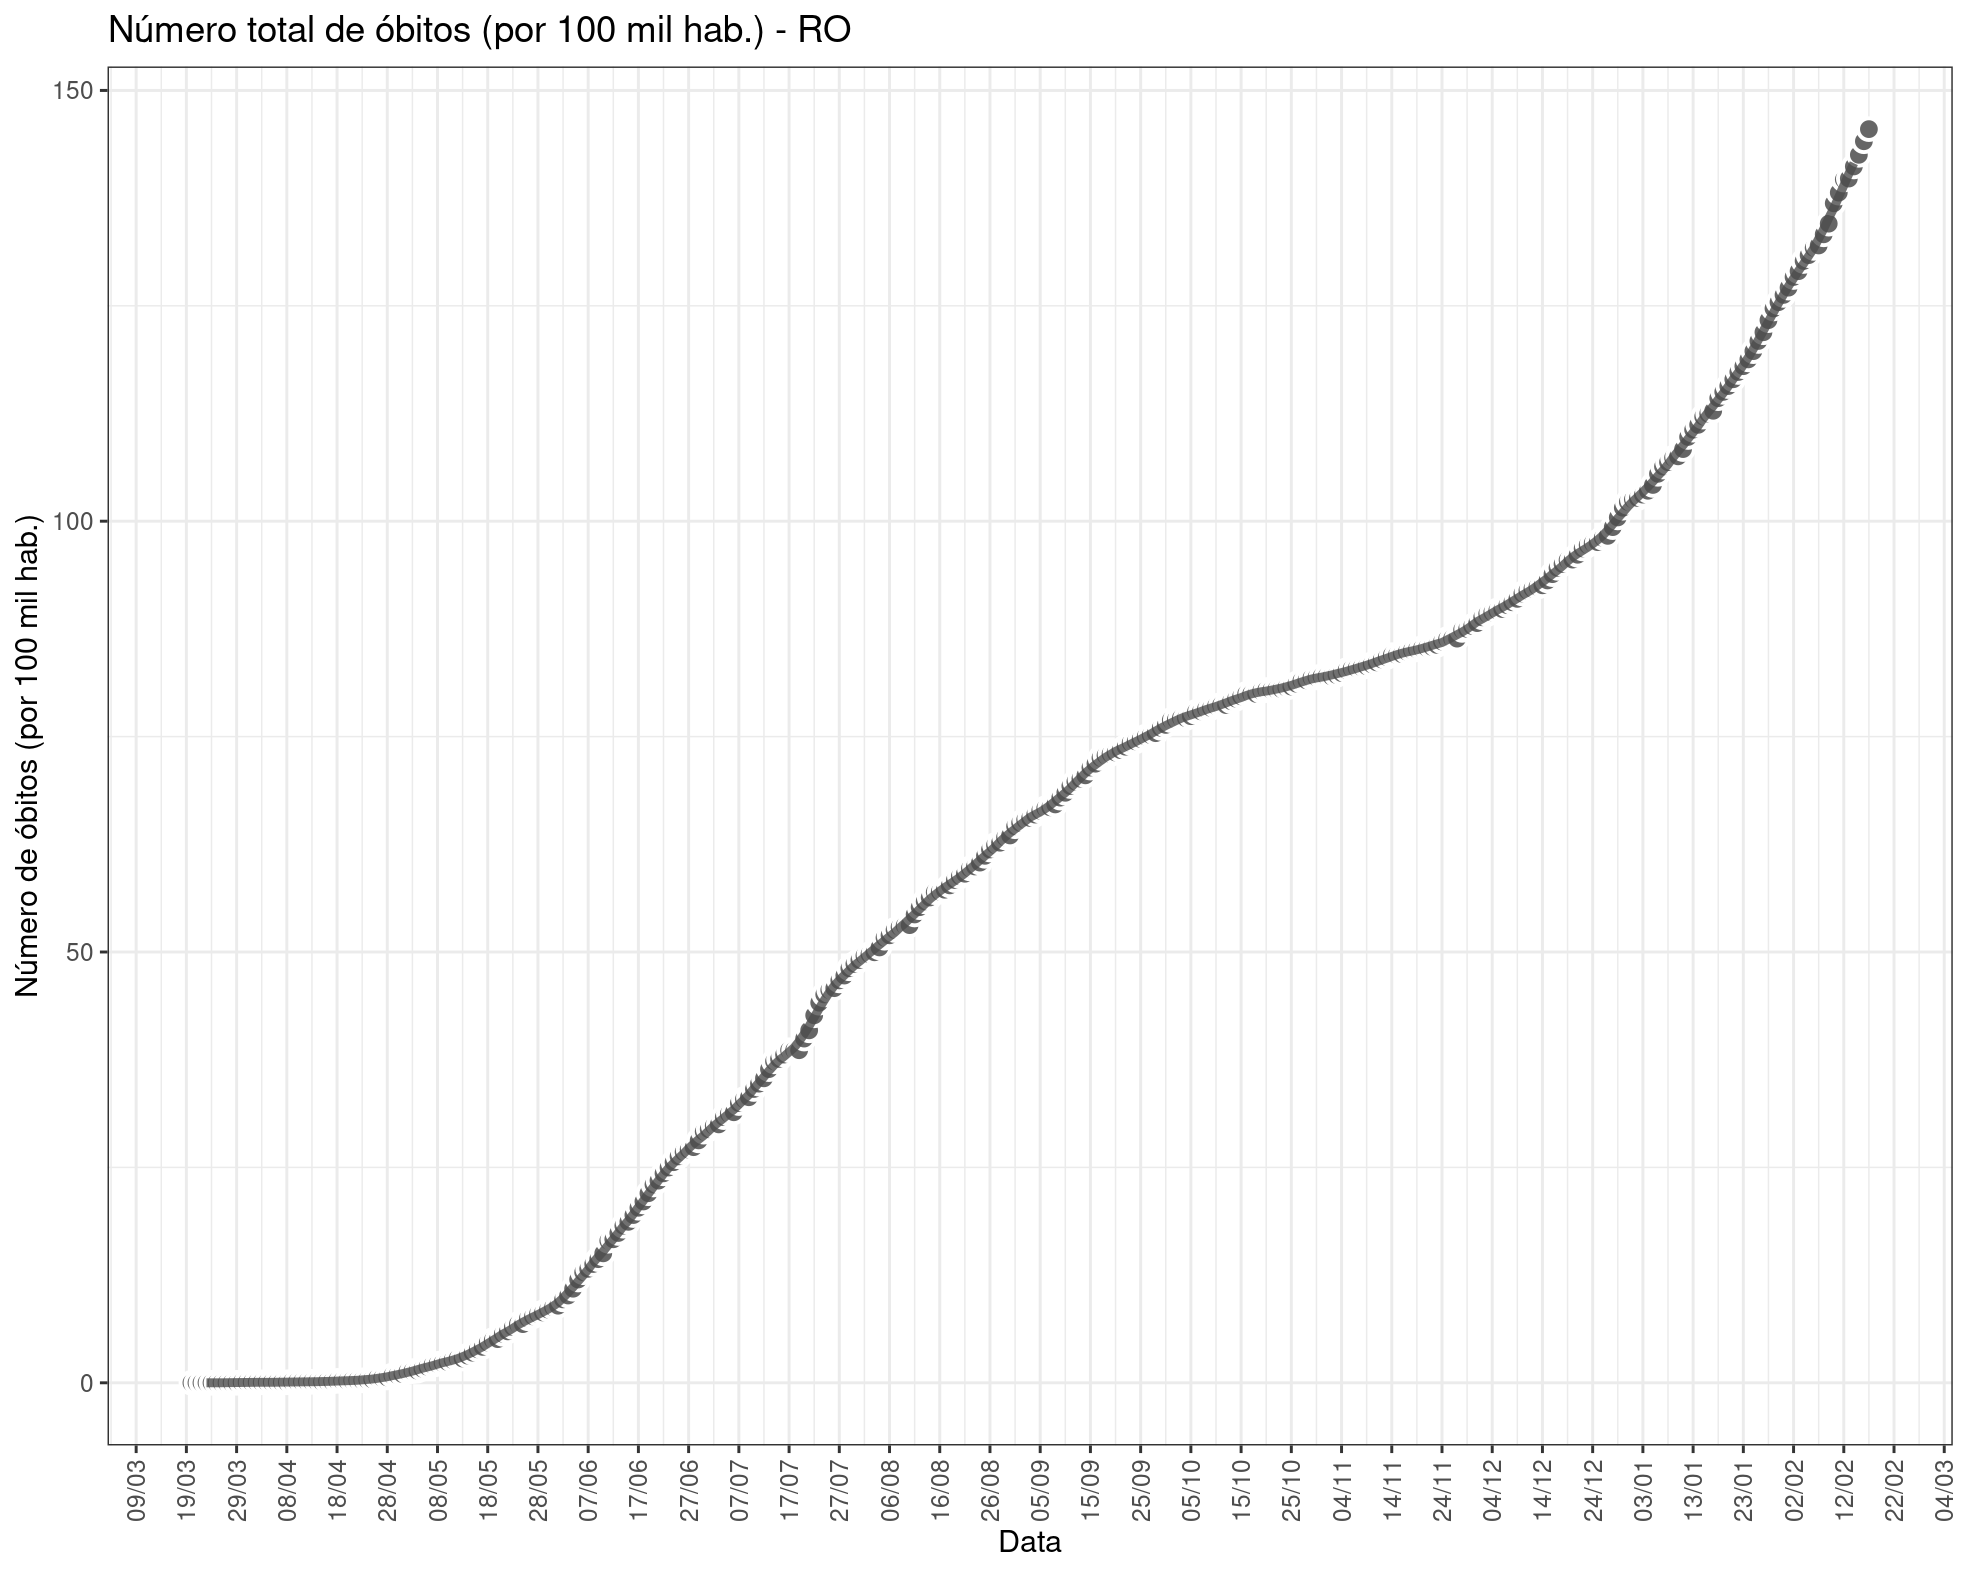 Número total de óbitos (por 100 mil hab.) - RO
Número de óbitos (por 100 mil hab.)
150
100
50
0
09/03 19/03 29/03 08/04 18/04 28/04 08/05 18/05 28/05 07/06 17/06 27/06 07/07 17/07 27/07 06/08 16/08 26/08 05/09 15/09 25/09 05/10 15/10 25/10 04/11 14/11 24/11 04/12 14/12 24/12 03/01 13/01 23/01 02/02 12/02 22/02 04/03
Data